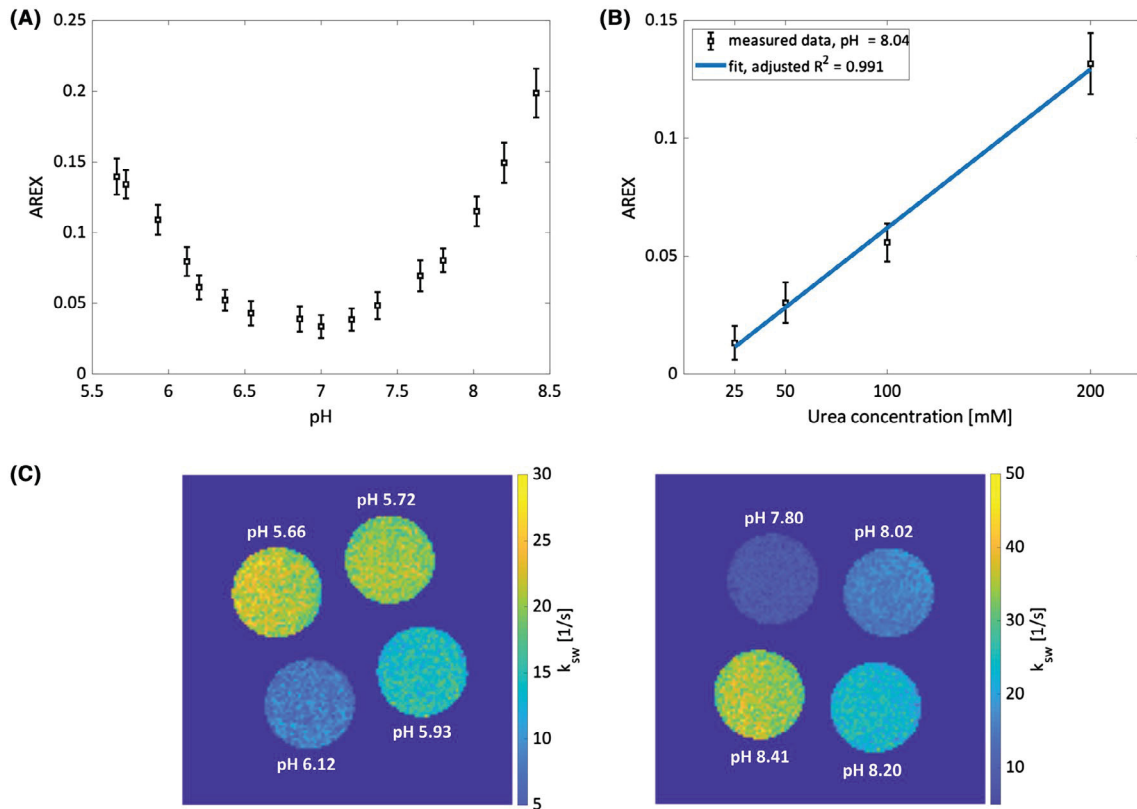 (A)
0.25
0.2
0.15
0.1
0.05
0
AREX
5.5 6 6.5 7 7.5 8 8.5
pH
(B)
0.15
0.1
0.05
0
AREX
measured data, pH = 8.04
fit, adjusted R² = 0.991
25 50 100 200
Urea concentration [mM]
(C)
pH 5.66
pH 5.72
pH 5.93
pH 6.12
30
25
20
15
10
5
k_sw [1/s]
pH 7.80
pH 8.02
pH 8.41
pH 8.20
50
40
30
20
10
k_sw [1/s]